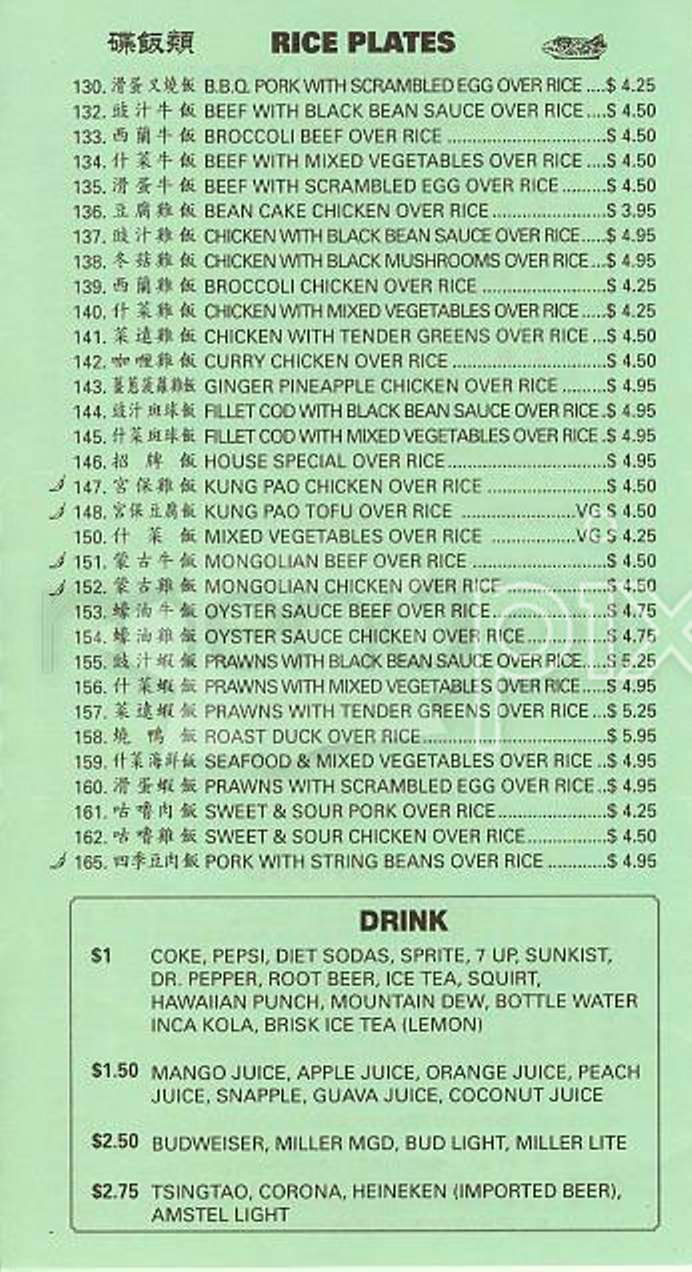 碟飯類 RICE PLATES
130. 滑蛋叉燒飯 B.B.Q. PORK WITH SCRAMBLED EGG OVER RICE ....$ 4.25
132. 豉汁牛飯 BEEF WITH BLACK BEAN SAUCE OVER RICE ....$ 4.50
133. 西蘭牛飯 BROCCOLI BEEF OVER RICE ............................$ 4.50
134. 什菜牛飯 BEEF WITH MIXED VEGETABLES OVER RICE ....$ 4.50
135. 滑蛋牛飯 BEEF WITH SCRAMBLED EGG OVER RICE .........$ 4.50
136. 豆腐雞飯 BEAN CAKE CHICKEN OVER RICE.......................$ 3.95
137. 豉汁雞飯 CHICKEN WITH BLACK BEAN SAUCE OVER RICE.....$ 4.95
138. 冬菇雞飯 CHICKEN WITH BLACK MUSHROOMS OVER RICE...$ 4.95
139. 西蘭雞飯 BROCCOLI CHICKEN OVER RICE ......................$ 4.25
140. 什菜雞飯 CHICKEN WITH MIXED VEGETABLES OVER RICE .....$ 4.25
141. 菜遠雞飯 CHICKEN WITH TENDER GREENS OVER RICE ...$ 4.50
142. 咖喱雞飯 CURRY CHICKEN OVER RICE ...........................$ 4.50
143. 薑蔥菠蘿雞飯 GINGER PINEAPPLE CHICKEN OVER RICE .........$ 4.95
144. 豉汁斑球飯 FILLET COD WITH BLACK BEAN SAUCE OVER RICE .$ 4.95
145. 什菜斑球飯 FILLET COD WITH MIXED VEGETABLES OVER RICE .$ 4.95
146. 招牌飯 HOUSE SPECIAL OVER RICE............................$ 4.95
147. 宮保雞飯 KUNG PAO CHICKEN OVER RICE .....................$ 4.50
148. 宮保豆腐飯 KUNG PAO TOFU OVER RICE .....................VG $ 4.50
150. 什菜飯 MIXED VEGETABLES OVER RICE ................VG $ 4.25
151. 蒙古牛飯 MONGOLIAN BEEF OVER RICE ........................$ 4.50
152. 蒙古雞飯 MONGOLIAN CHICKEN OVER RICE...................$ 4.50
153. 蠔油牛飯 OYSTER SAUCE BEEF OVER RICE.....................$ 4.75
154. 蠔油雞飯 OYSTER SAUCE CHICKEN OVER RICE...............$ 4.75
155. 豉汁蝦飯 PRAWNS WITH BLACK BEAN SAUCE OVER RICE.....$ 5.25
156. 什菜蝦飯 PRAWNS WITH MIXED VEGETABLES OVER RICE.....$ 4.95
157. 菜遠蝦飯 PRAWNS WITH TENDER GREENS OVER RICE...$ 5.25
158. 燒鴨飯 ROAST DUCK OVER RICE.................................$ 5.95
159. 什菜海鮮飯 SEAFOOD & MIXED VEGETABLES OVER RICE ..$ 4.95
160. 滑蛋蝦飯 PRAWNS WITH SCRAMBLED EGG OVER RICE..$ 4.95
161. 咕嚕肉飯 SWEET & SOUR PORK OVER RICE....................$ 4.25
162. 咕嚕雞飯 SWEET & SOUR CHICKEN OVER RICE...............$ 4.50
165. 四季豆肉飯 PORK WITH STRING BEANS OVER RICE ............$ 4.95
DRINK
$1 COKE, PEPSI, DIET SODAS, SPRITE, 7 UP, SUNKIST,
DR. PEPPER, ROOT BEER, ICE TEA, SQUIRT,
HAWAIIAN PUNCH, MOUNTAIN DEW, BOTTLE WATER
INCA KOLA, BRISK ICE TEA (LEMON)
$1.50 MANGO JUICE, APPLE JUICE, ORANGE JUICE, PEACH
JUICE, SNAPPLE, GUAVA JUICE, COCONUT JUICE
$2.50 BUDWEISER, MILLER MGD, BUD LIGHT, MILLER LITE
$2.75 TSINGTAO, CORONA, HEINEKEN (IMPORTED BEER),
AMSTEL LIGHT